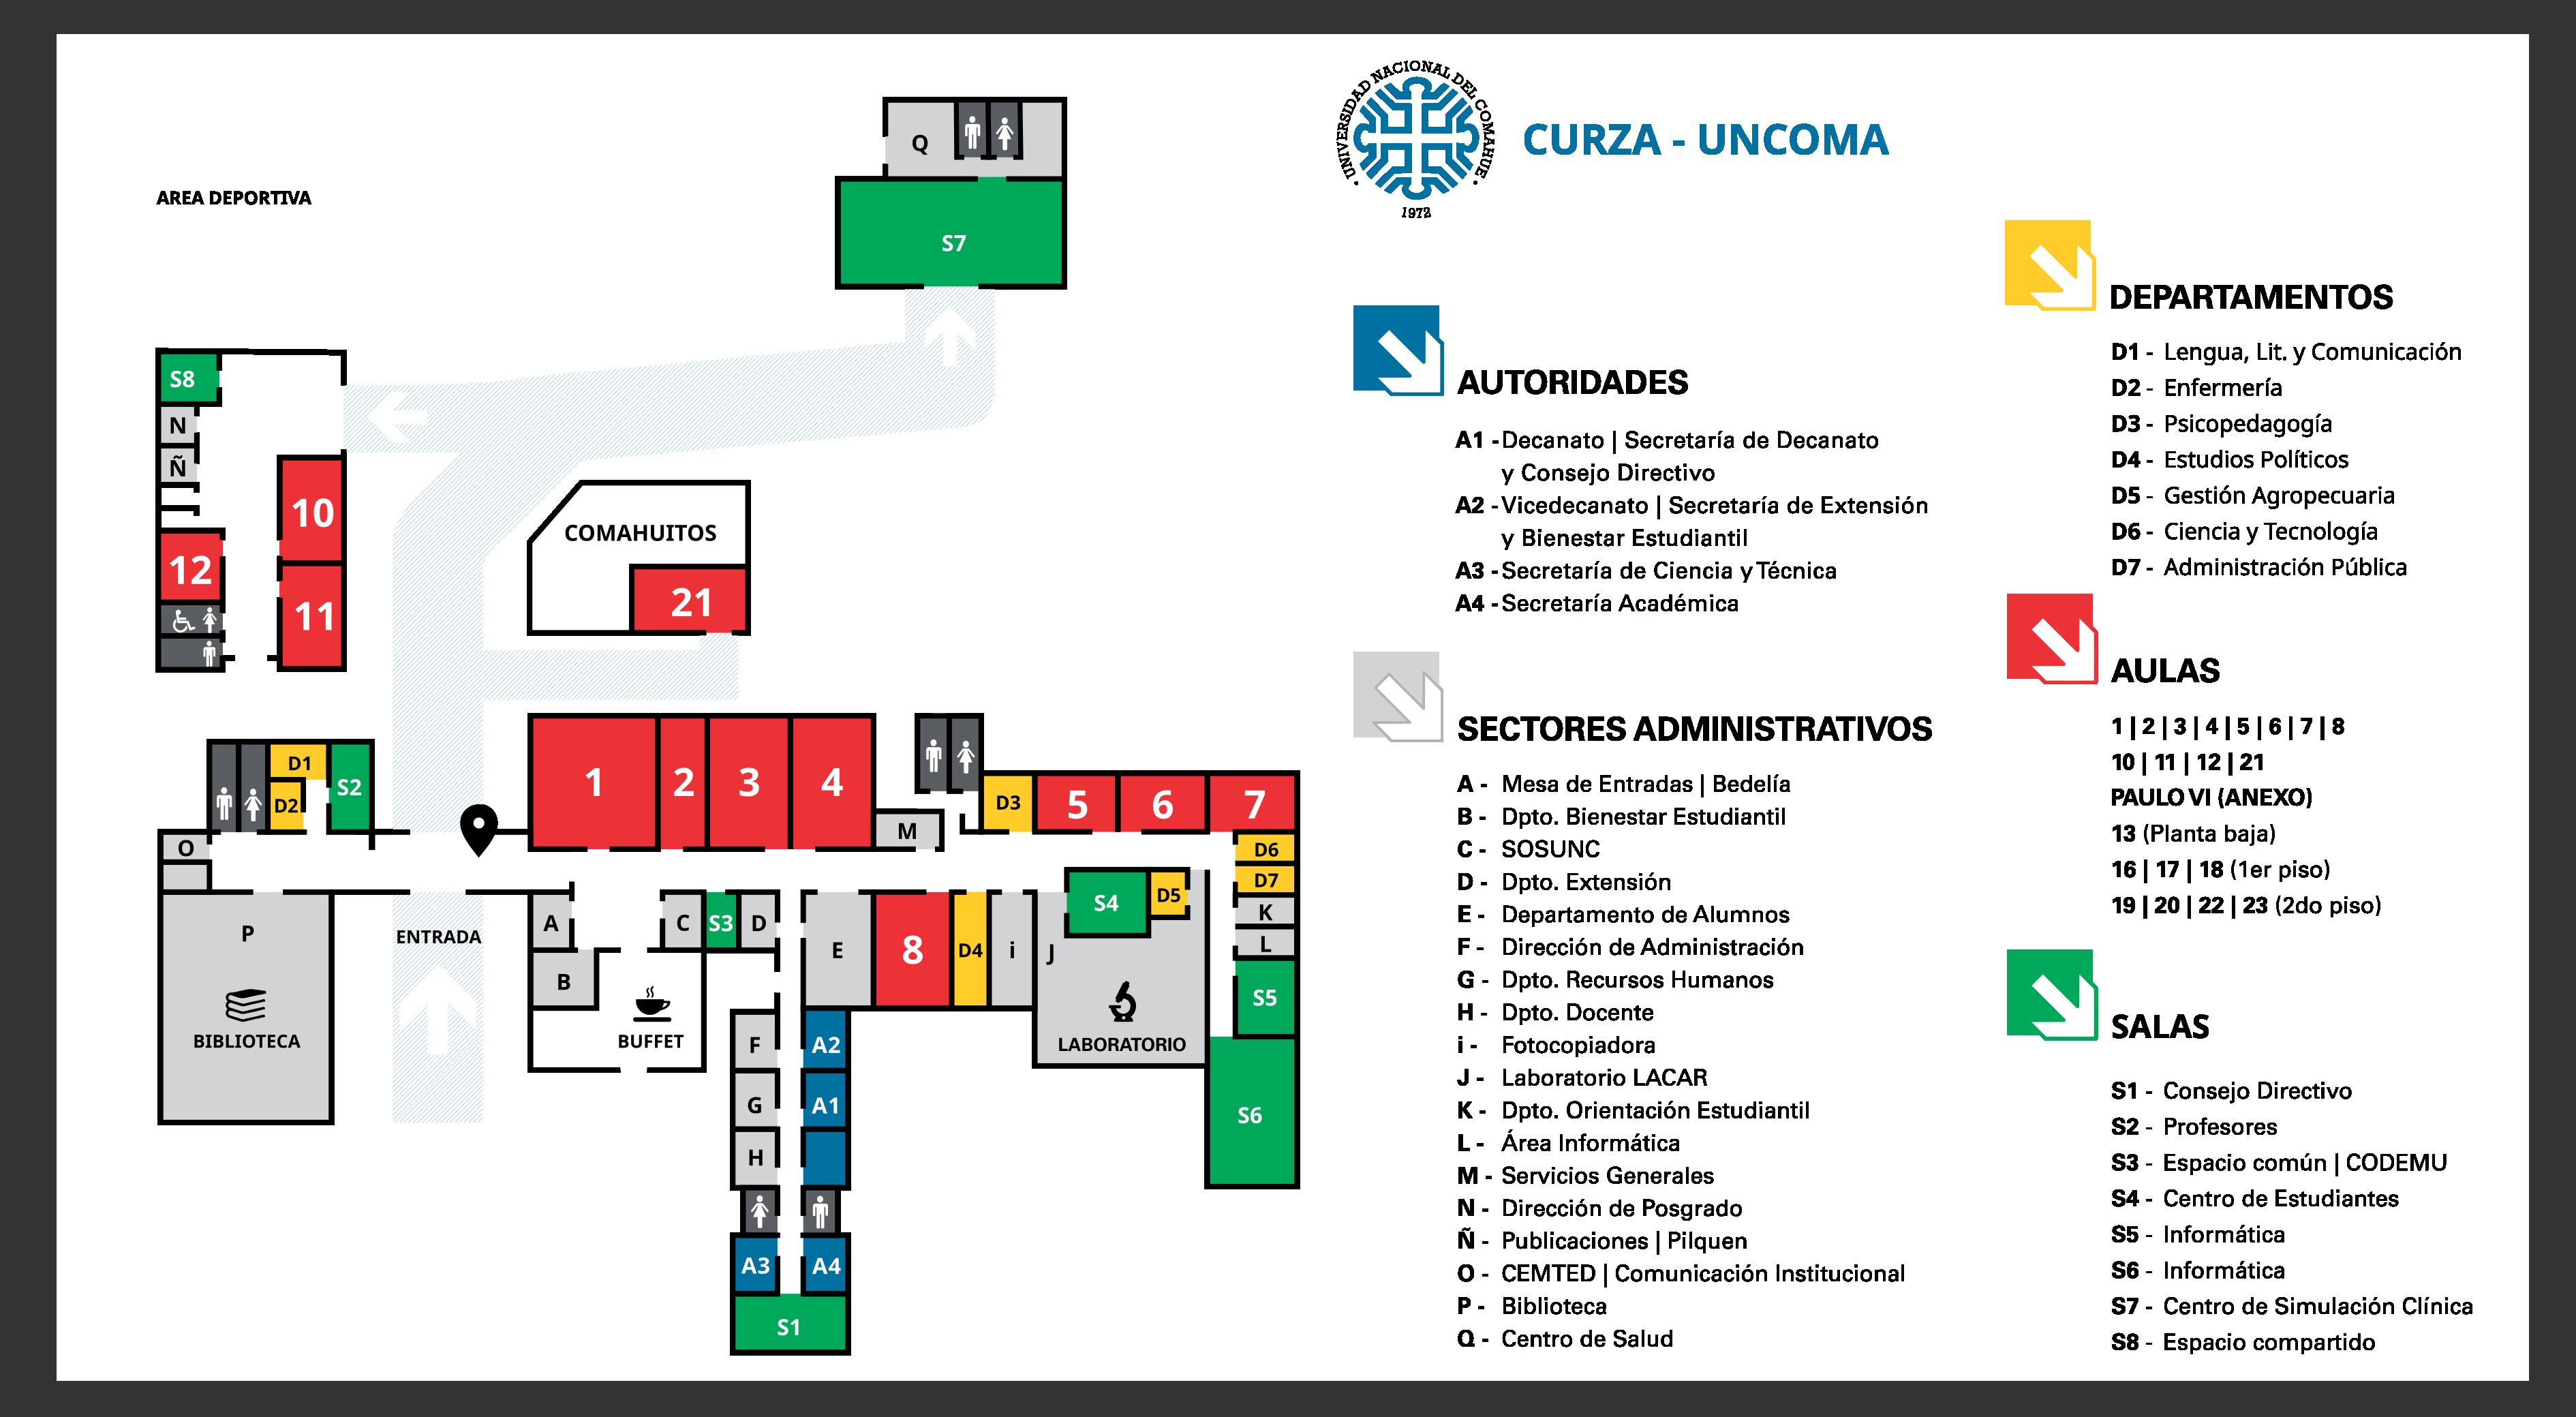 UNIVERSIDAD NACIONAL DEL COMAHUE
1972
CURZA - UNCOMA
AREA DEPORTIVA
Q
S7
S8
N
Ñ
10
12
11
COMAHUITOS
21
1
2
3
4
D1
D2
S2
M
D3
5
6
7
O
D6
D7
K
L
S5
S6
P
BIBLIOTECA
ENTRADA
A
B
C
S3
D
BUFFET
E
8
D4
i
J
S4
D5
LABORATORIO
F
A2
G
A1
H
A3
A4
S1
AUTORIDADES
A1 - Decanato | Secretaría de Decanato
y Consejo Directivo
A2 - Vicedecanato | Secretaría de Extensión
y Bienestar Estudiantil
A3 - Secretaría de Ciencia y Técnica
A4 - Secretaría Académica
SECTORES ADMINISTRATIVOS
A - Mesa de Entradas | Bedelía
B - Dpto. Bienestar Estudiantil
C - SOSUNC
D - Dpto. Extensión
E - Departamento de Alumnos
F - Dirección de Administración
G - Dpto. Recursos Humanos
H - Dpto. Docente
i - Fotocopiadora
J - Laboratorio LACAR
K - Dpto. Orientación Estudiantil
L - Área Informática
M - Servicios Generales
N - Dirección de Posgrado
Ñ - Publicaciones | Pilquen
O - CEMTED | Comunicación Institucional
P - Biblioteca
Q - Centro de Salud
DEPARTAMENTOS
D1 - Lengua, Lit. y Comunicación
D2 - Enfermería
D3 - Psicopedagogía
D4 - Estudios Políticos
D5 - Gestión Agropecuaria
D6 - Ciencia y Tecnología
D7 - Administración Pública
AULAS
1 | 2 | 3 | 4 | 5 | 6 | 7 | 8
10 | 11 | 12 | 21
PAULO VI (ANEXO)
13 (Planta baja)
16 | 17 | 18 (1er piso)
19 | 20 | 22 | 23 (2do piso)
SALAS
S1 - Consejo Directivo
S2 - Profesores
S3 - Espacio común | CODEMU
S4 - Centro de Estudiantes
S5 - Informática
S6 - Informática
S7 - Centro de Simulación Clínica
S8 - Espacio compartido